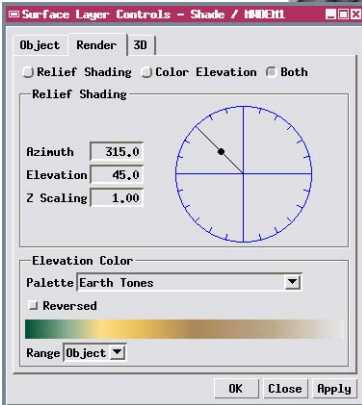 Surface Layer Controls - Shade / MWDEM1
Object Render 3D
Relief Shading Color Elevation Both
Relief Shading
Azimuth 315.0
Elevation 45.0
Z Scaling 1.00
Elevation Color
Palette Earth Tones
Reversed
Range Object
OK Close Apply